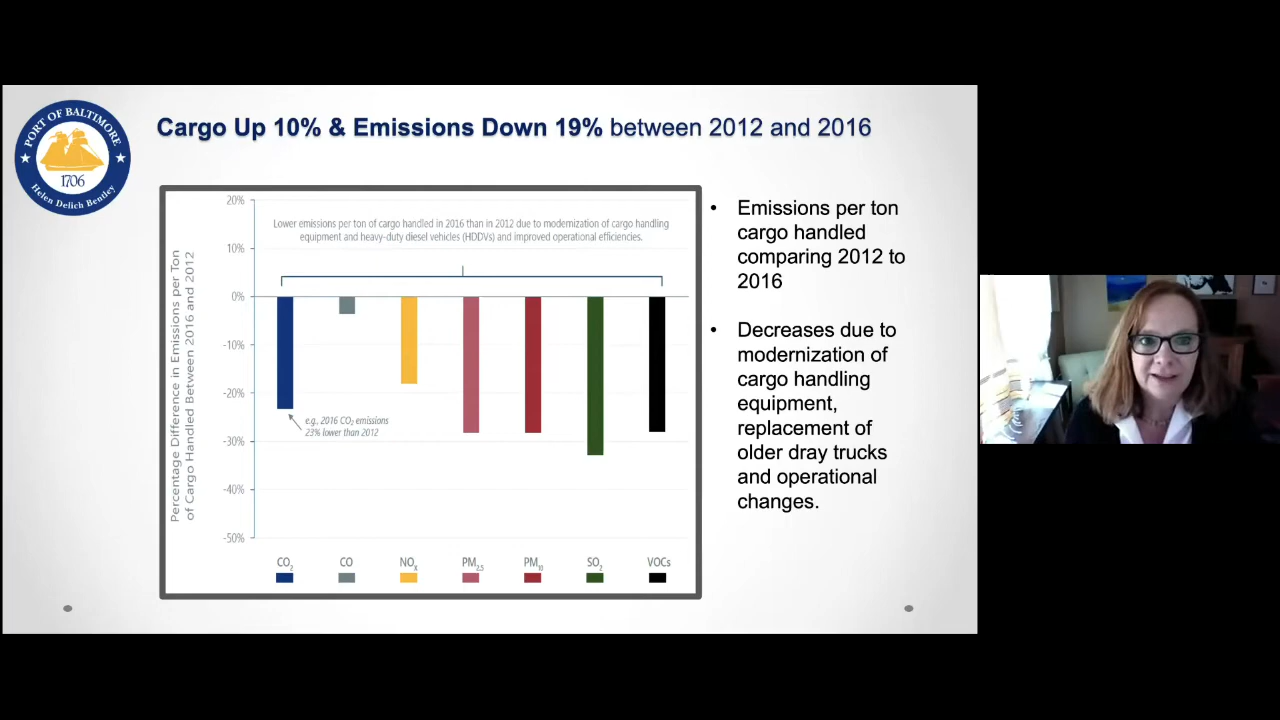 PORT OF BALTIMORE
1706
Helen Delich Bentley
Cargo Up 10% & Emissions Down 19% between 2012 and 2016
Percentage Difference in Emissions per Ton
of Cargo Handled Between 2016 and 2012
20%
10%
0%
-10%
-20%
-30%
-40%
-50%
Lower emissions per ton of cargo handled in 2016 than in 2012 due to modernization of cargo handling
equipment and heavy-duty diesel vehicles (HDDVs) and improved operational efficiencies.
e.g., 2016 CO₂ emissions
23% lower than 2012
CO₂ CO NOₓ PM₂.₅ PM₁₀ SO₂ VOCs
• Emissions per ton
cargo handled
comparing 2012 to
2016
• Decreases due to
modernization of
cargo handling
equipment,
replacement of
older dray trucks
and operational
changes.